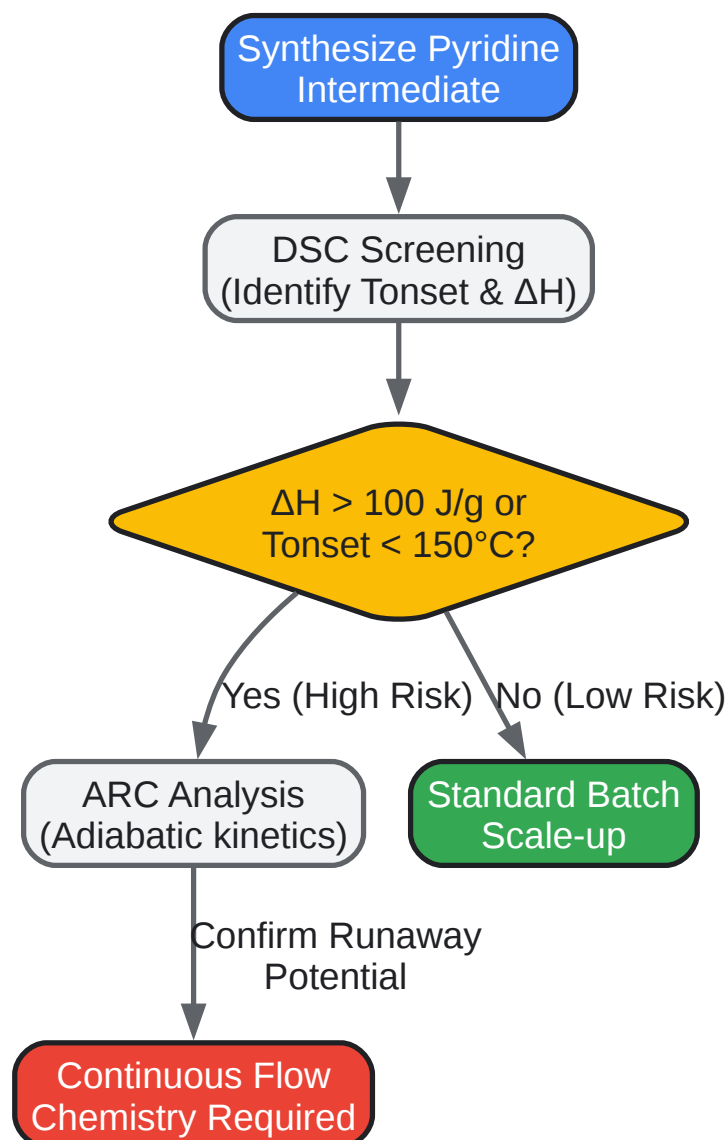 Synthesize Pyridine
Intermediate
DSC Screening
(Identify Tonset & ΔH)
ΔH > 100 J/g or
Tonset < 150°C?
Yes (High Risk)
No (Low Risk)
ARC Analysis
(Adiabatic kinetics)
Standard Batch
Scale-up
Confirm Runaway
Potential
Continuous Flow
Chemistry Required